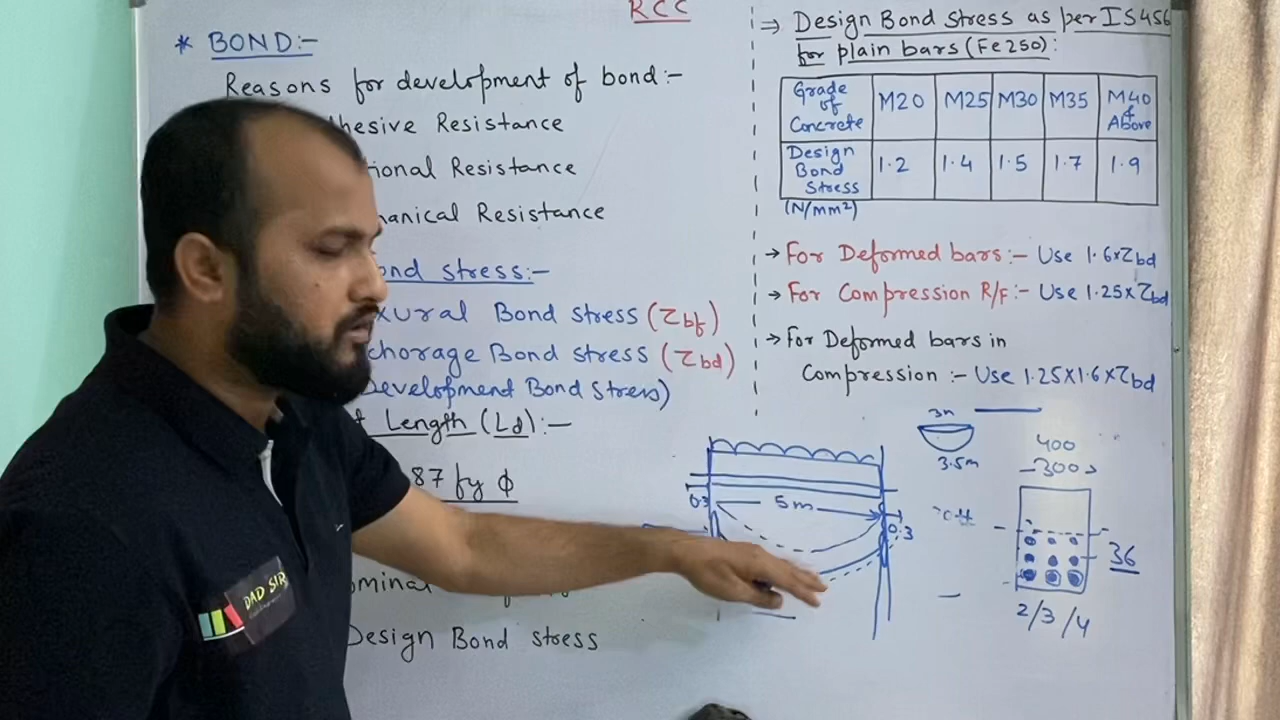 RCC
* BOND:-
Reasons for development of bond:-
hesive Resistance
ional Resistance
hanical Resistance
ond stress:-
xural Bond stress (τbf)
chorage Bond stress (τbd)
Development Bond Stress)
t Length (Ld):-
87 fy ϕ
ominal
Design Bond stress
DAD SIR
⇒ Design Bond stress as per IS456
for plain bars (Fe250):
Grade of Concrete M20 M25 M30 M35 M40 & Above
Design Bond Stress 1.2 1.4 1.5 1.7 1.9
(N/mm²)
→ For Deformed bars:- Use 1.6×τbd
→ For Compression R/F:- Use 1.25×τbd
→ For Deformed bars in
Compression:- Use 1.25×1.6×τbd
3n
3.5m
400
300
0.3
5m
0.3
36
2/3/4